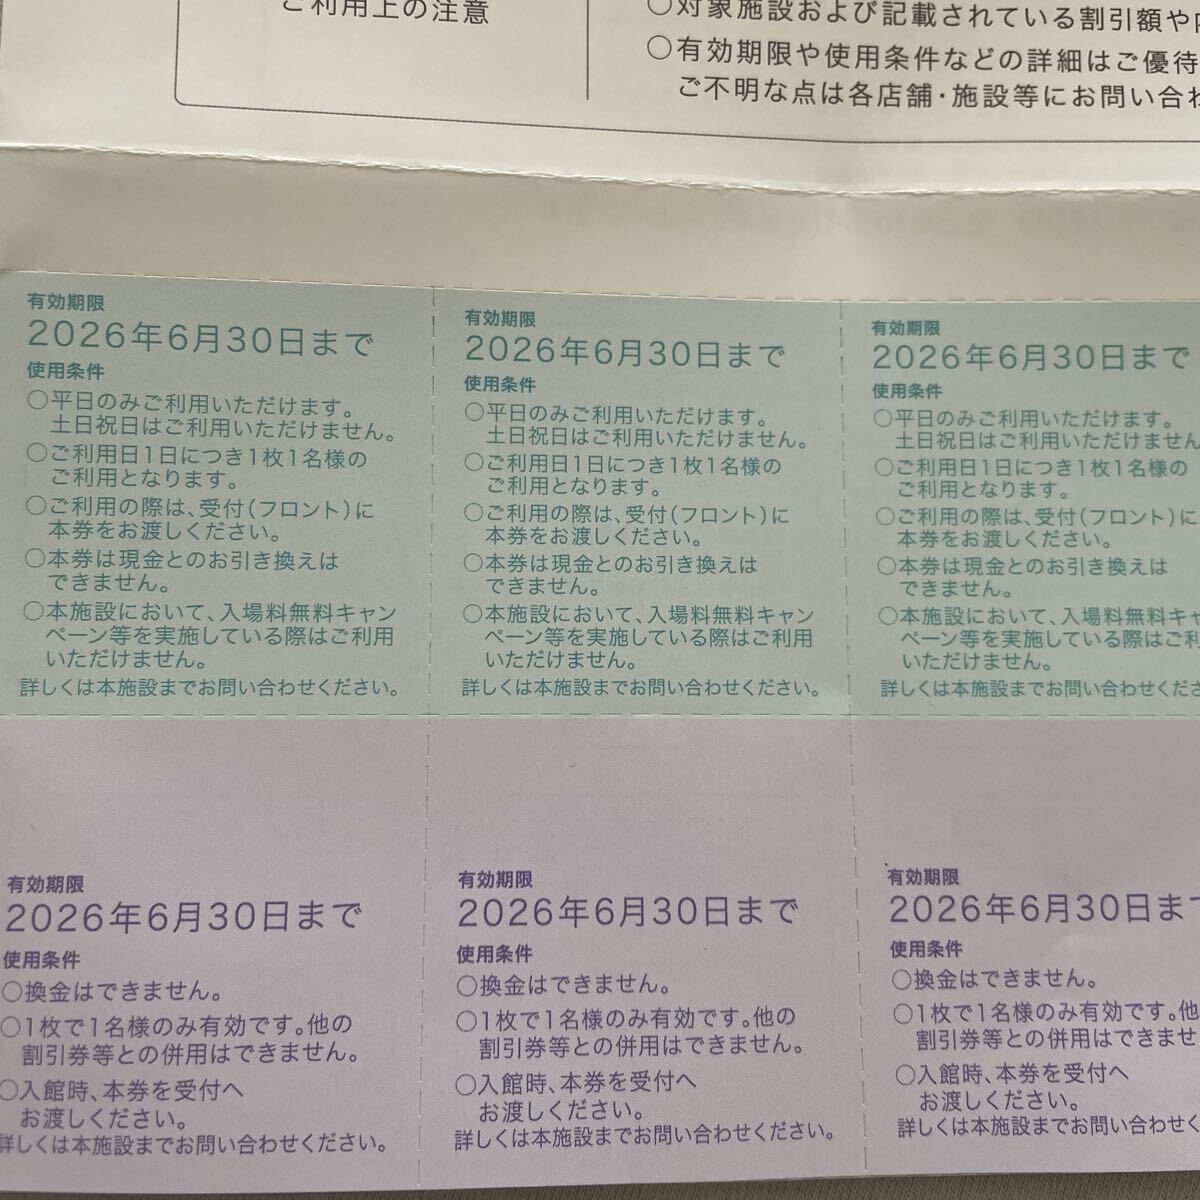 ご利用上の注意
○対象施設および記載されている割引額や
○有効期限や使用条件などの詳細はご優待
ご不明な点は各店舗・施設等にお問い合わ
有効期限
2026年6月30日まで
使用条件
○平日のみご利用いただけます。
土日祝日はご利用いただけません。
○ご利用日1日につき1枚1名様の
ご利用となります。
○ご利用の際は、受付(フロント)に
本券をお渡しください。
○本券は現金とのお引き換えは
できません。
○本施設において、入場料無料キャン
ペーン等を実施している際はご利用
いただけません。
詳しくは本施設までお問い合わせください。
有効期限
2026年6月30日まで
使用条件
○平日のみご利用いただけます。
土日祝日はご利用いただけません。
○ご利用日1日につき1枚1名様の
ご利用となります。
○ご利用の際は、受付(フロント)に
本券をお渡しください。
○本券は現金とのお引き換えは
できません。
○本施設において、入場料無料キャン
ペーン等を実施している際はご利用
いただけません。
詳しくは本施設までお問い合わせください。
有効期限
2026年6月30日まで
使用条件
○平日のみご利用いただけます。
土日祝日はご利用いただけません
○ご利用日1日につき1枚1名様の
ご利用となります。
○ご利用の際は、受付(フロント)に
本券をお渡しください。
○本券は現金とのお引き換えは
できません。
○本施設において、入場料無料キャ
ペーン等を実施している際はご利
いただけません。
詳しくは本施設までお問い合わせくださ
有効期限
2026年6月30日まで
使用条件
○換金はできません。
○1枚で1名様のみ有効です。他の
割引券等との併用はできません。
○入館時、本券を受付へ
お渡しください。
詳しくは本施設までお問い合わせください。
有効期限
2026年6月30日まで
使用条件
○換金はできません。
○1枚で1名様のみ有効です。他の
割引券等との併用はできません。
○入館時、本券を受付へ
お渡しください。
詳しくは本施設までお問い合わせください。
有効期限
2026年6月30日まで
使用条件
○換金はできません。
○1枚で1名様のみ有効です。他
割引券等との併用はできませ
○入館時、本券を受付へ
お渡しください。
詳しくは本施設までお問い合わせく